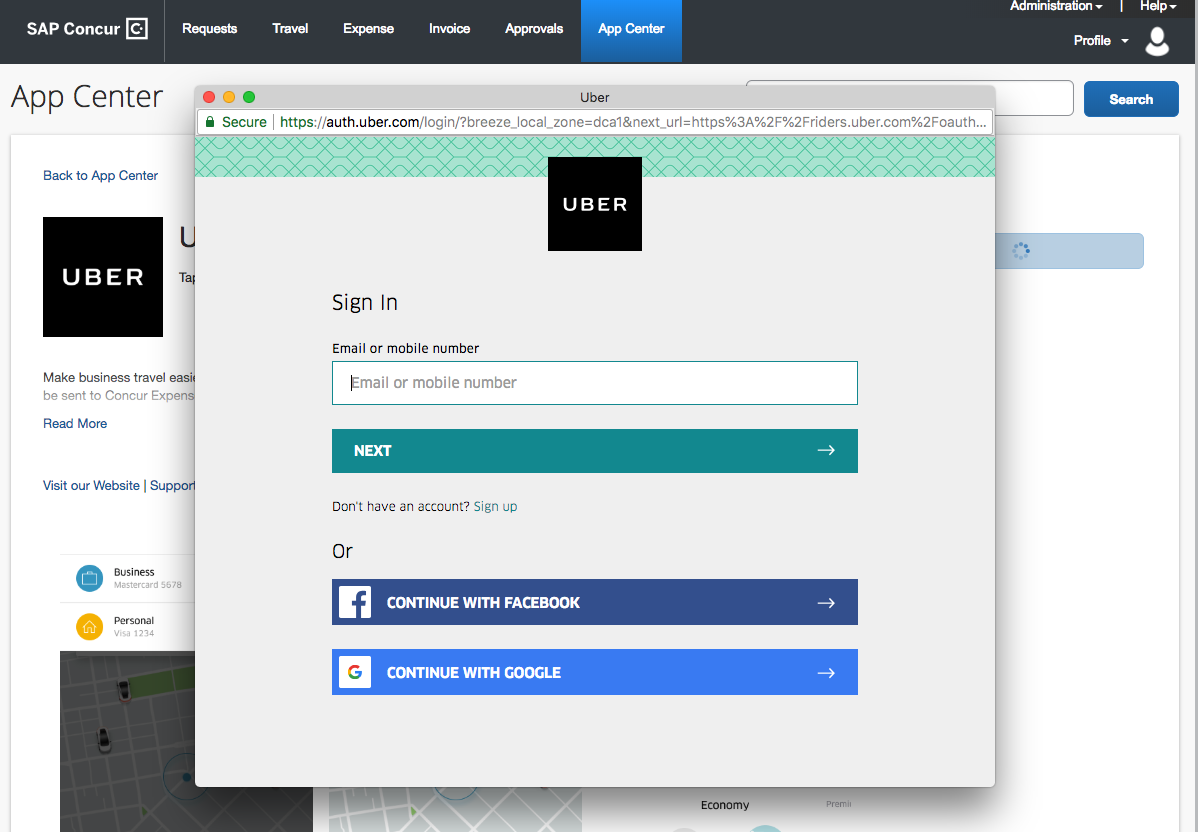 SAP Concur C
Requests
Travel
Expense
Invoice
Approvals
App Center
Administration
|
Help
Profile
App Center
Search
Uber
Secure
https://auth.uber.com/login/?breeze_local_zone=dca1&next_url=https%3A%2F%2Friders.uber.com%2Foauth...
Back to App Center
UBER
U
Tap
Make business travel easie
be sent to Concur Expens
Read More
Visit our Website | Support
Business
Mastercard 5678
Personal
Visa 1234
UBER
Sign In
Email or mobile number
Email or mobile number
NEXT
Don't have an account? Sign up
Or
CONTINUE WITH FACEBOOK
G
CONTINUE WITH GOOGLE
Economy
Premi